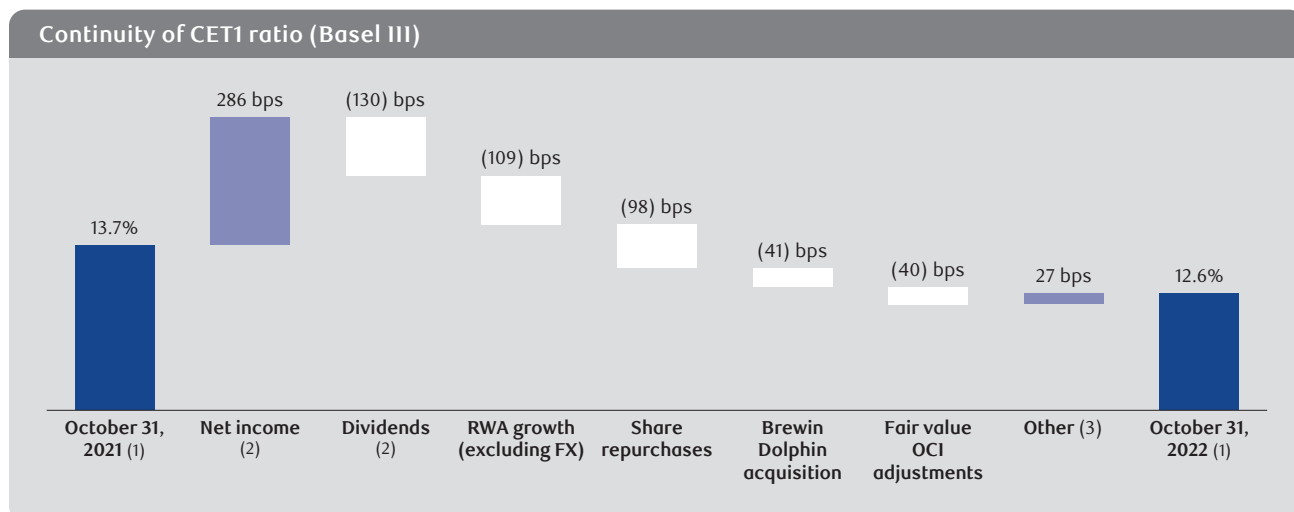 Continuity of CET1 ratio (Basel III)
286 bps
(130) bps
(109) bps
(98) bps
13.7%
(41) bps
(40) bps
27 bps
12.6%
October 31,
2021 (1)
Net income
(2)
Dividends
(2)
RWA growth
(excluding FX)
Share
repurchases
Brewin
Dolphin
acquisition
Fair value
OCI
adjustments
Other (3)
October 31,
2022 (1)